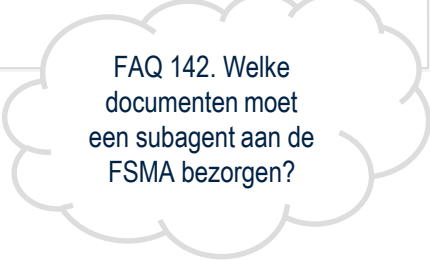 FAQ 142. Welke
documenten moet
een subagent aan de
FSMA bezorgen?